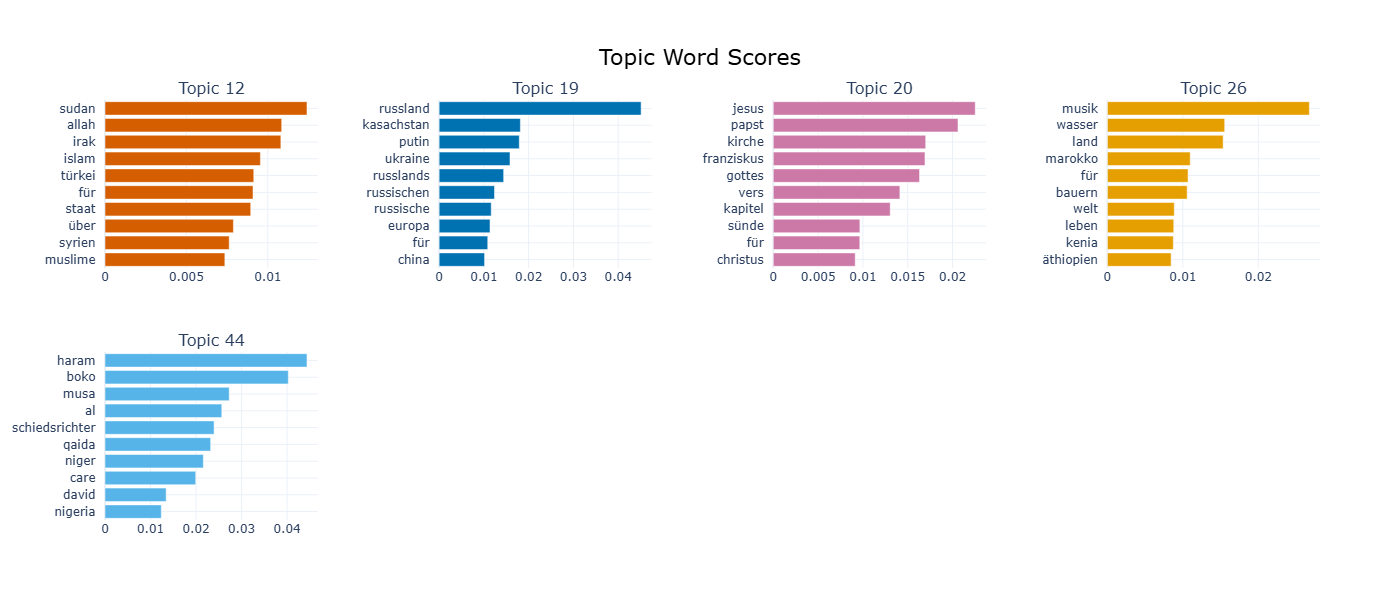 Topic Word Scores
Topic 12
sudan
allah
irak
islam
türkei
für
staat
über
syrien
muslime
0 0.005 0.01
Topic 19
russland
kasachstan
putin
ukraine
russlands
russischen
russische
europa
für
china
0 0.01 0.02 0.03 0.04
Topic 20
jesus
papst
kirche
franziskus
gottes
vers
kapitel
sünde
für
christus
0 0.005 0.01 0.015 0.02
Topic 26
musik
wasser
land
marokko
für
bauern
welt
leben
kenia
äthiopien
0 0.01 0.02
Topic 44
haram
boko
musa
al
schiedsrichter
qaida
niger
care
david
nigeria
0 0.01 0.02 0.03 0.04